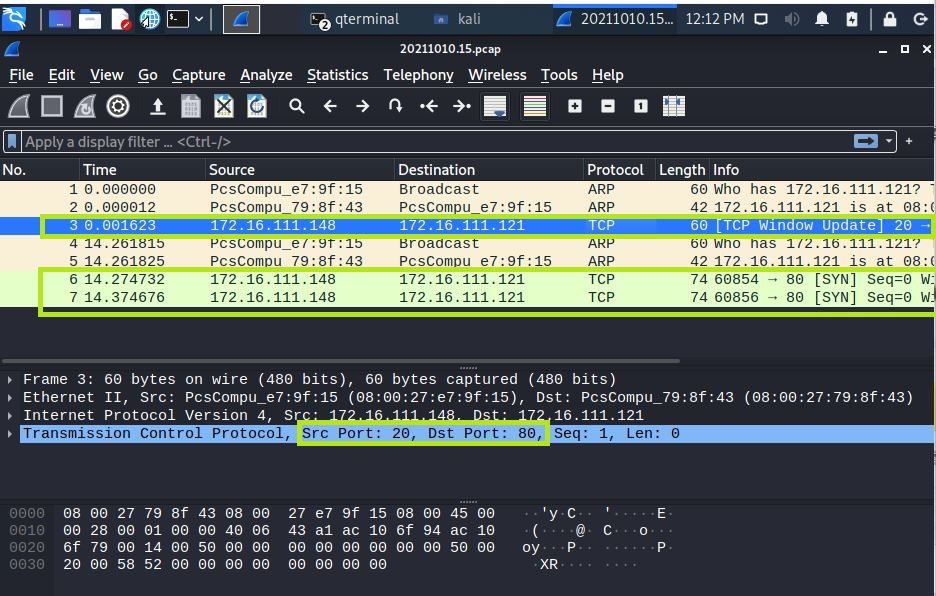 qterminal kali 20211010.15... 12:12 PM
2
20211010.15.pcap
File Edit View Go Capture Analyze Statistics Telephony Wireless Tools Help
Apply a display filter ... <Ctrl-/>
No. Time Source Destination Protocol Length Info
1 0.000000 PcsCompu_e7:9f:15 Broadcast ARP 60 Who has 172.16.111.121?
2 0.000012 PcsCompu_79:8f:43 PcsCompu_e7:9f:15 ARP 42 172.16.111.121 is at 08:0
3 0.001623 172.16.111.148 172.16.111.121 TCP 60 [TCP Window Update] 20 →
4 14.261815 PcsCompu_e7:9f:15 Broadcast ARP 60 Who has 172.16.111.121?
5 14.261825 PcsCompu_79:8f:43 PcsCompu_e7:9f:15 ARP 42 172.16.111.121 is at 08:0
6 14.274732 172.16.111.148 172.16.111.121 TCP 74 60854 → 80 [SYN] Seq=0 Wi
7 14.374676 172.16.111.148 172.16.111.121 TCP 74 60856 → 80 [SYN] Seq=0 Wi
Frame 3: 60 bytes on wire (480 bits), 60 bytes captured (480 bits)
Ethernet II, Src: PcsCompu_e7:9f:15 (08:00:27:e7:9f:15), Dst: PcsCompu_79:8f:43 (08:00:27:79:8f:43)
Internet Protocol Version 4, Src: 172.16.111.148, Dst: 172.16.111.121
Transmission Control Protocol, Src Port: 20, Dst Port: 80, Seq: 1, Len: 0
0000 08 00 27 79 8f 43 08 00 27 e7 9f 15 08 00 45 00 ··'y·C·· '·····E·
0010 00 28 00 01 00 00 40 06 43 a1 ac 10 6f 94 ac 10 ·(····@· C···o···
0020 6f 79 00 14 00 50 00 00 00 00 00 00 00 00 50 00 oy···P·· ······P·
0030 20 00 58 52 00 00 00 00 00 00 00 00 ·XR···· ····